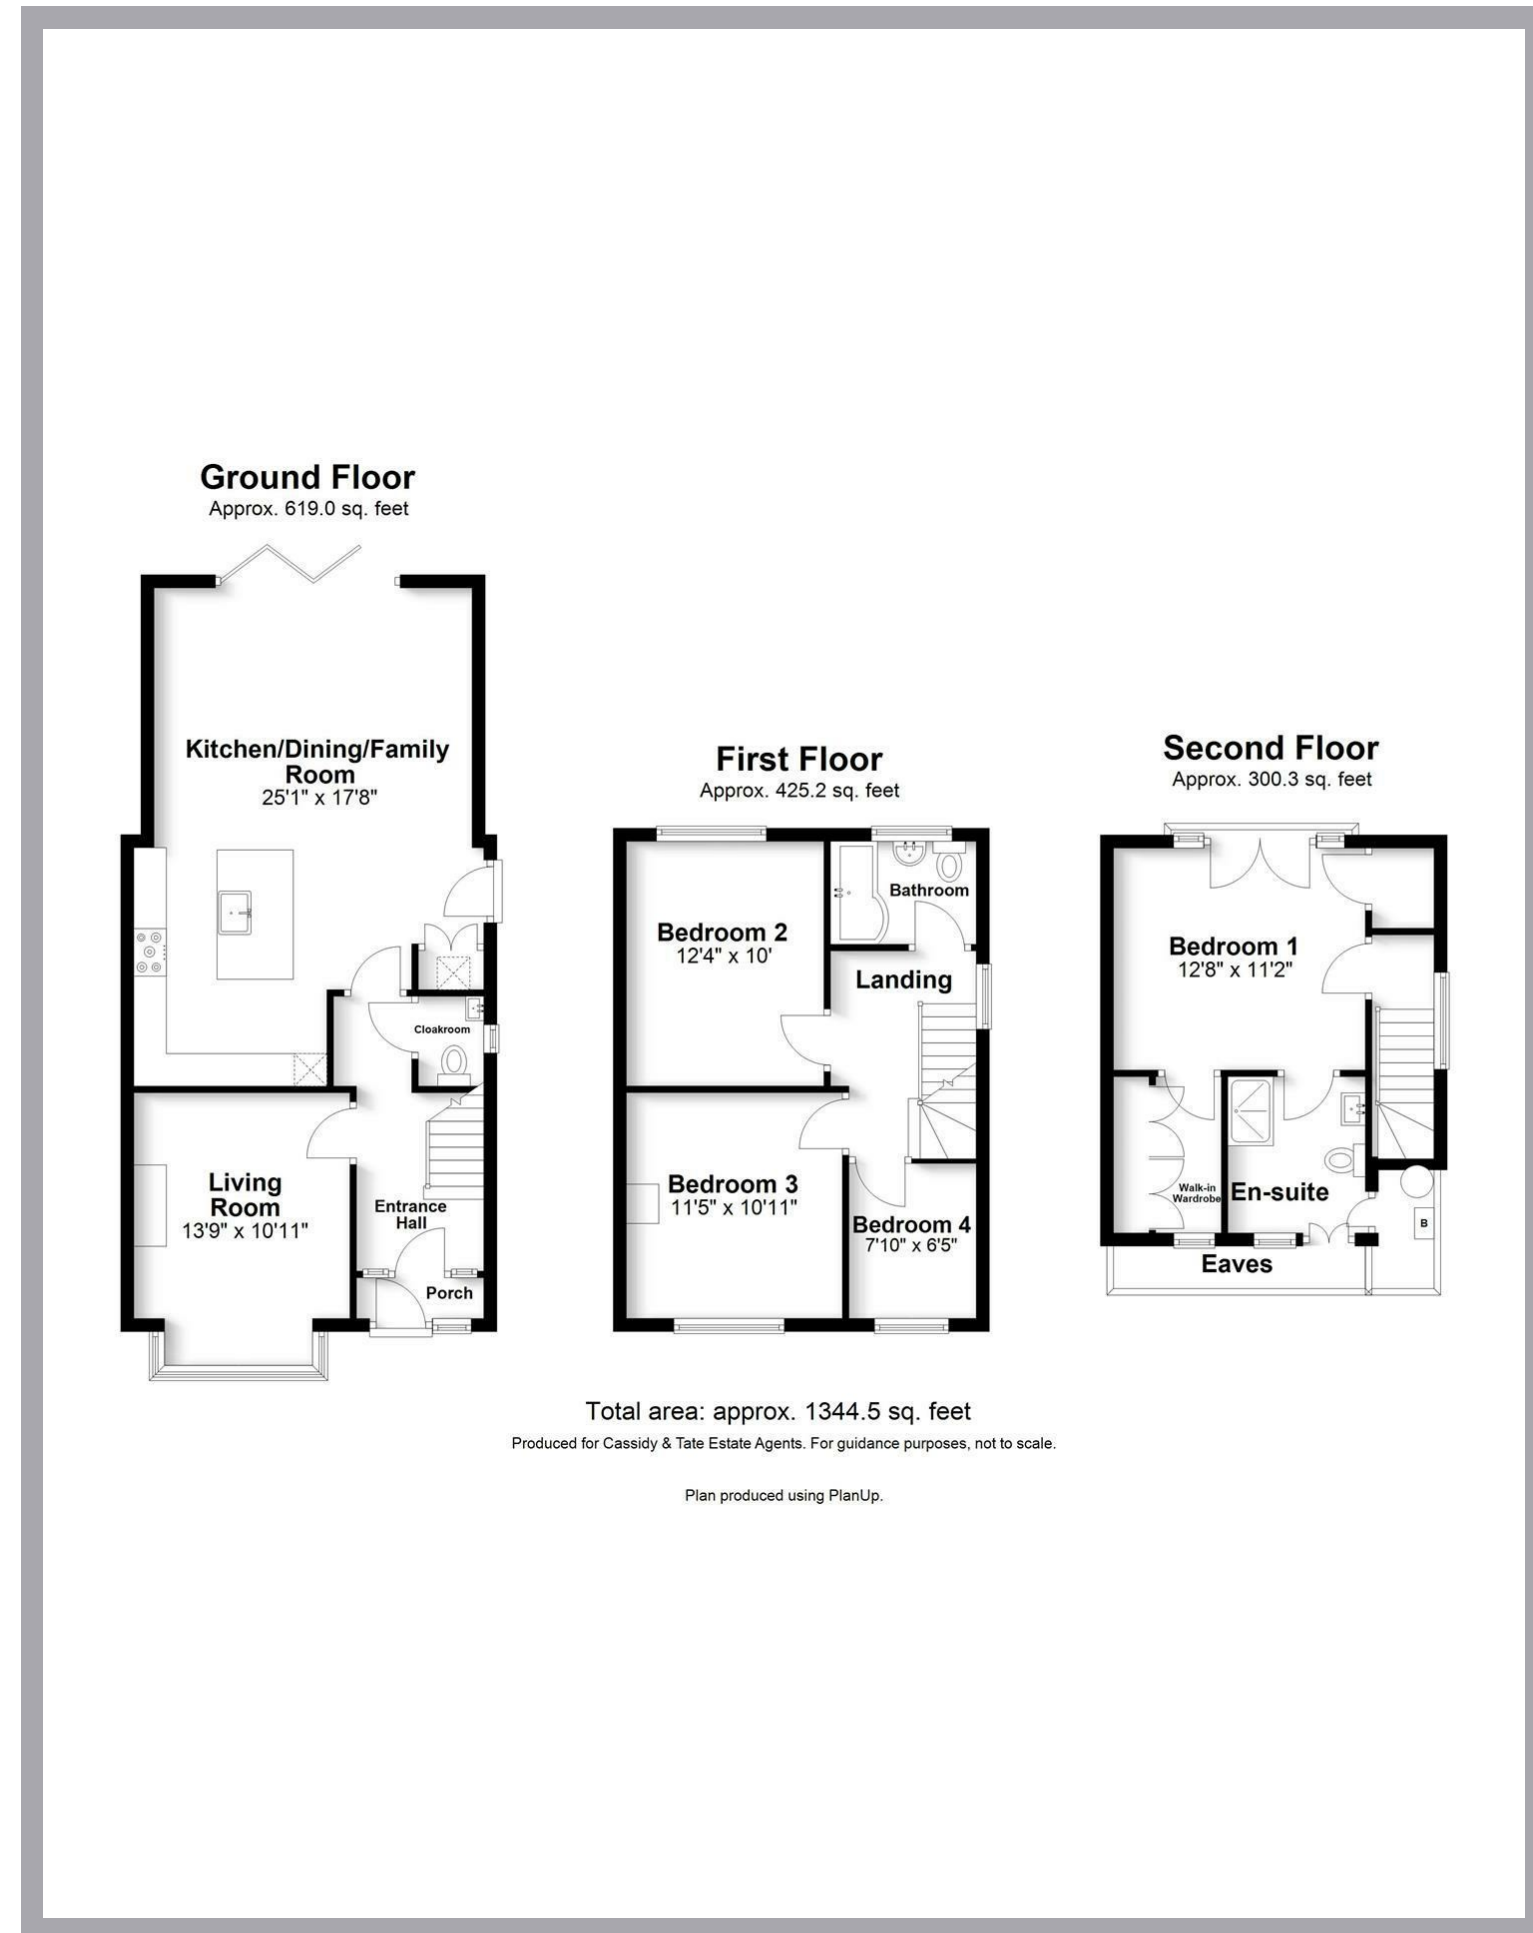 Ground Floor
Approx. 619.0 sq. feet
Kitchen/Dining/Family
Room
25'1" x 17'8"
Cloakroom
Living
Room
13'9" x 10'11"
Entrance
Hall
Porch
First Floor
Approx. 425.2 sq. feet
Bathroom
Bedroom 2
12'4" x 10'
Landing
Bedroom 3
11'5" x 10'11"
Bedroom 4
7'10" x 6'5"
Second Floor
Approx. 300.3 sq. feet
Bedroom 1
12'8" x 11'2"
Walk-in
Wardrobe
En-suite
B
Eaves
Total area: approx. 1344.5 sq. feet
Produced for Cassidy & Tate Estate Agents. For guidance purposes, not to scale.
Plan produced using PlanUp.